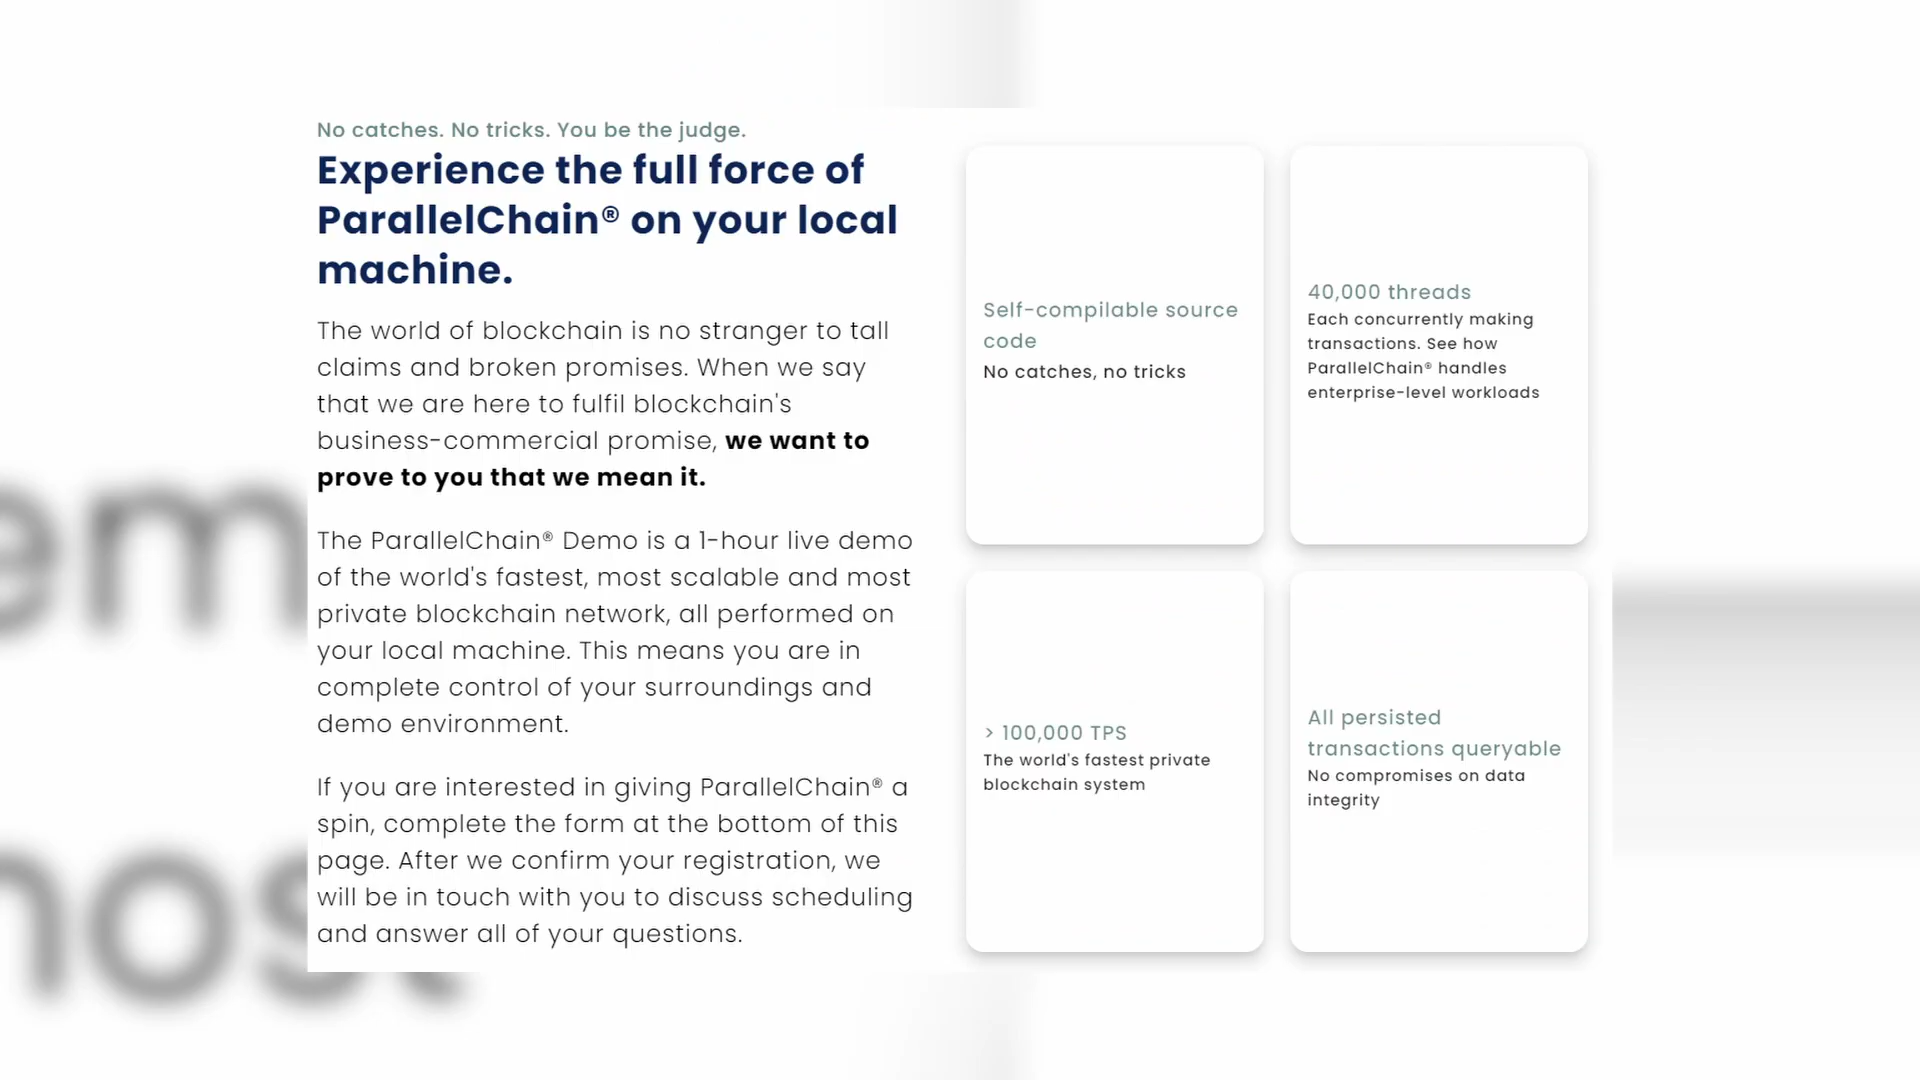 No catches. No tricks. You be the judge.
Experience the full force of
ParallelChain® on your local
machine.
The world of blockchain is no stranger to tall
claims and broken promises. When we say
that we are here to fulfil blockchain's
business-commercial promise, we want to
prove to you that we mean it.
The ParallelChain® Demo is a 1-hour live demo
of the world's fastest, most scalable and most
private blockchain network, all performed on
your local machine. This means you are in
complete control of your surroundings and
demo environment.
If you are interested in giving ParallelChain® a
spin, complete the form at the bottom of this
page. After we confirm your registration, we
will be in touch with you to discuss scheduling
and answer all of your questions.
Self-compilable source
code
No catches, no tricks
40,000 threads
Each concurrently making
transactions. See how
ParallelChain® handles
enterprise-level workloads
> 100,000 TPS
The world's fastest private
blockchain system
All persisted
transactions queryable
No compromises on data
integrity